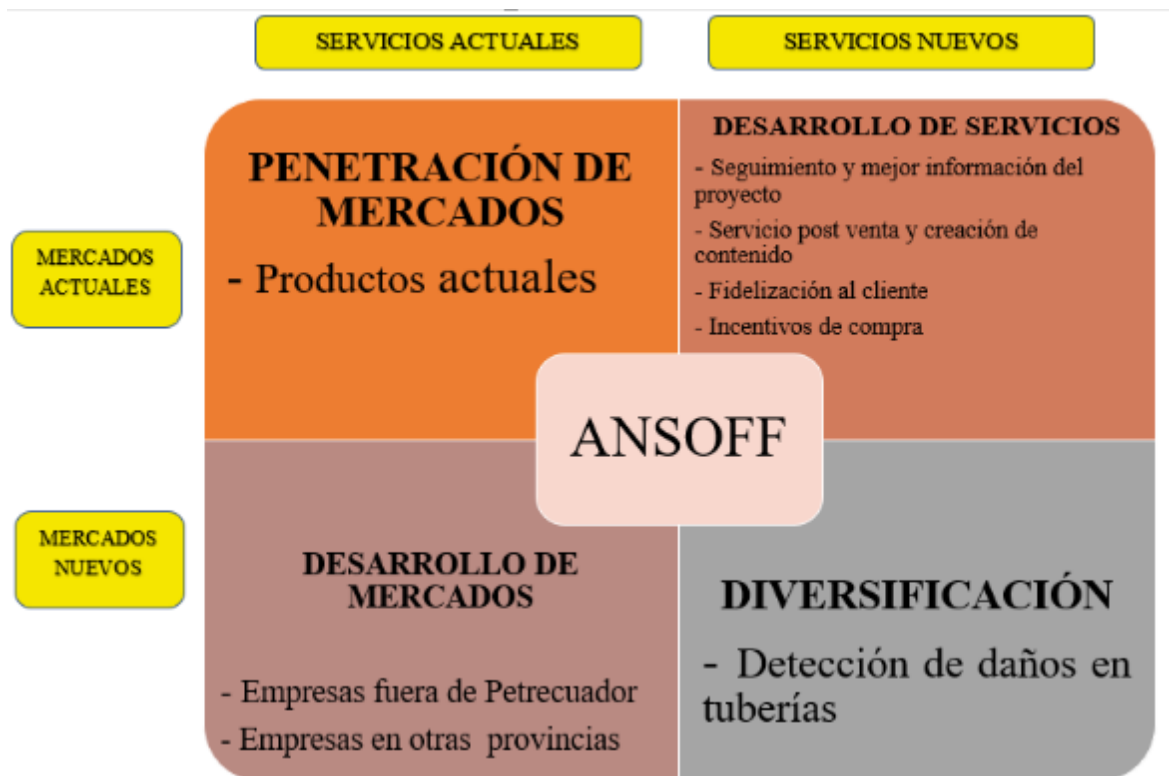 SERVICIOS ACTUALES
SERVICIOS NUEVOS
MERCADOS
ACTUALES
PENETRACIÓN DE
MERCADOS
- Productos actuales
DESARROLLO DE SERVICIOS
- Seguimiento y mejor información del
proyecto
- Servicio post venta y creación de
contenido
- Fidelización al cliente
- Incentivos de compra
ANSOFF
MERCADOS
NUEVOS
DESARROLLO DE
MERCADOS
- Empresas fuera de Petrecuador
- Empresas en otras provincias
DIVERSIFICACIÓN
- Detección de daños en
tuberías